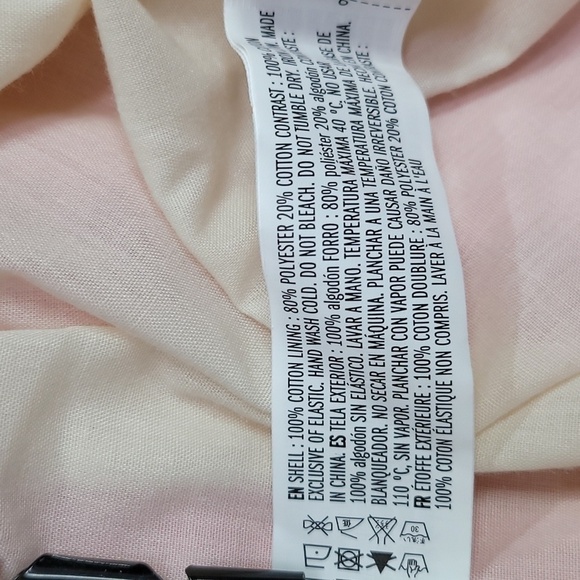 EN SHELL : 100% COTTON LINING : 80% POLYESTER 20% COTTON CONTRAST : 100%
EXCLUSIVE OF ELASTIC. HAND WASH COLD. DO NOT BLEACH. DO NOT TUMBLE DRY. MADE
IN CHINA. ES TELA EXTERIOR : 100% algodón FORRO : 80% poliéster 20% algodón
100% algodón SIN ELASTICO. LAVAR A MANO. TEMPERATURA MÁXIMA 40 °C. NO USAR DE
BLANQUEADOR. NO SECAR EN MÁQUINA. PLANCHAR A UNA TEMPERATURA MÁXIMA DE CHINA.
110 °C, SIN VAPOR. PLANCHAR CON VAPOR PUEDE CAUSAR DAÑO IRREVERSIBLE.
FR ÉTOFFE EXTÉRIEURE : 100% COTON DOUBLURE : 80% POLYESTER 20% COTON
100% COTON ÉLASTIQUE NON COMPRIS. LAVER À LA MAIN À L'EAU
30